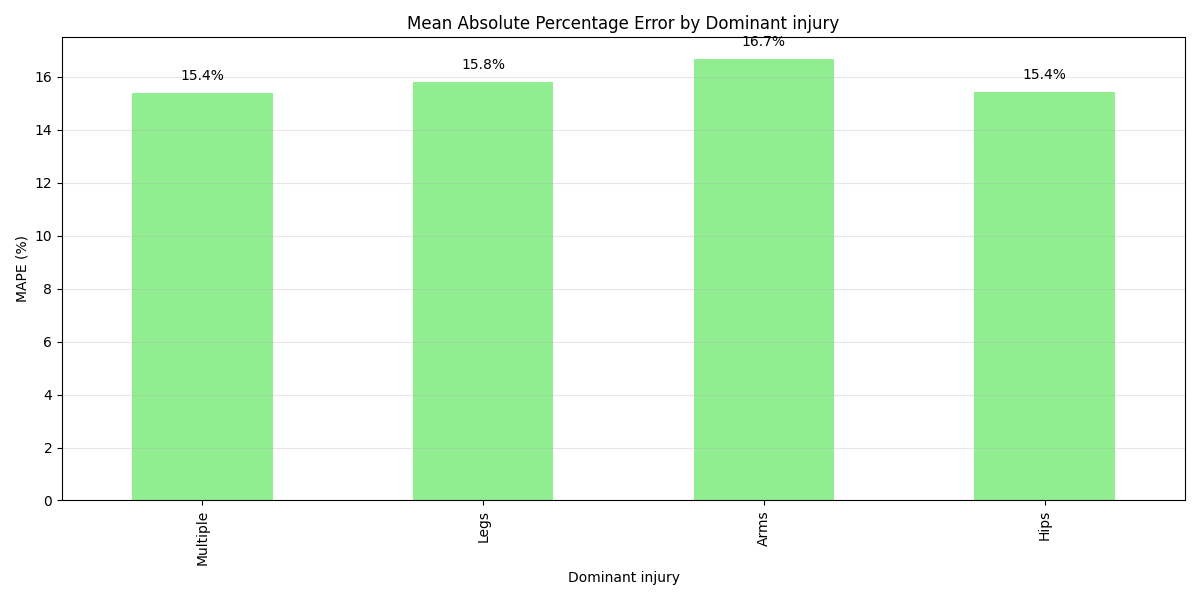 Mean Absolute Percentage Error by Dominant injury
16.7%
15.8%
15.4%
15.4%
16
14
12
10
8
6
4
2
0
MAPE (%)
Multiple
Legs
Arms
Hips
Dominant injury